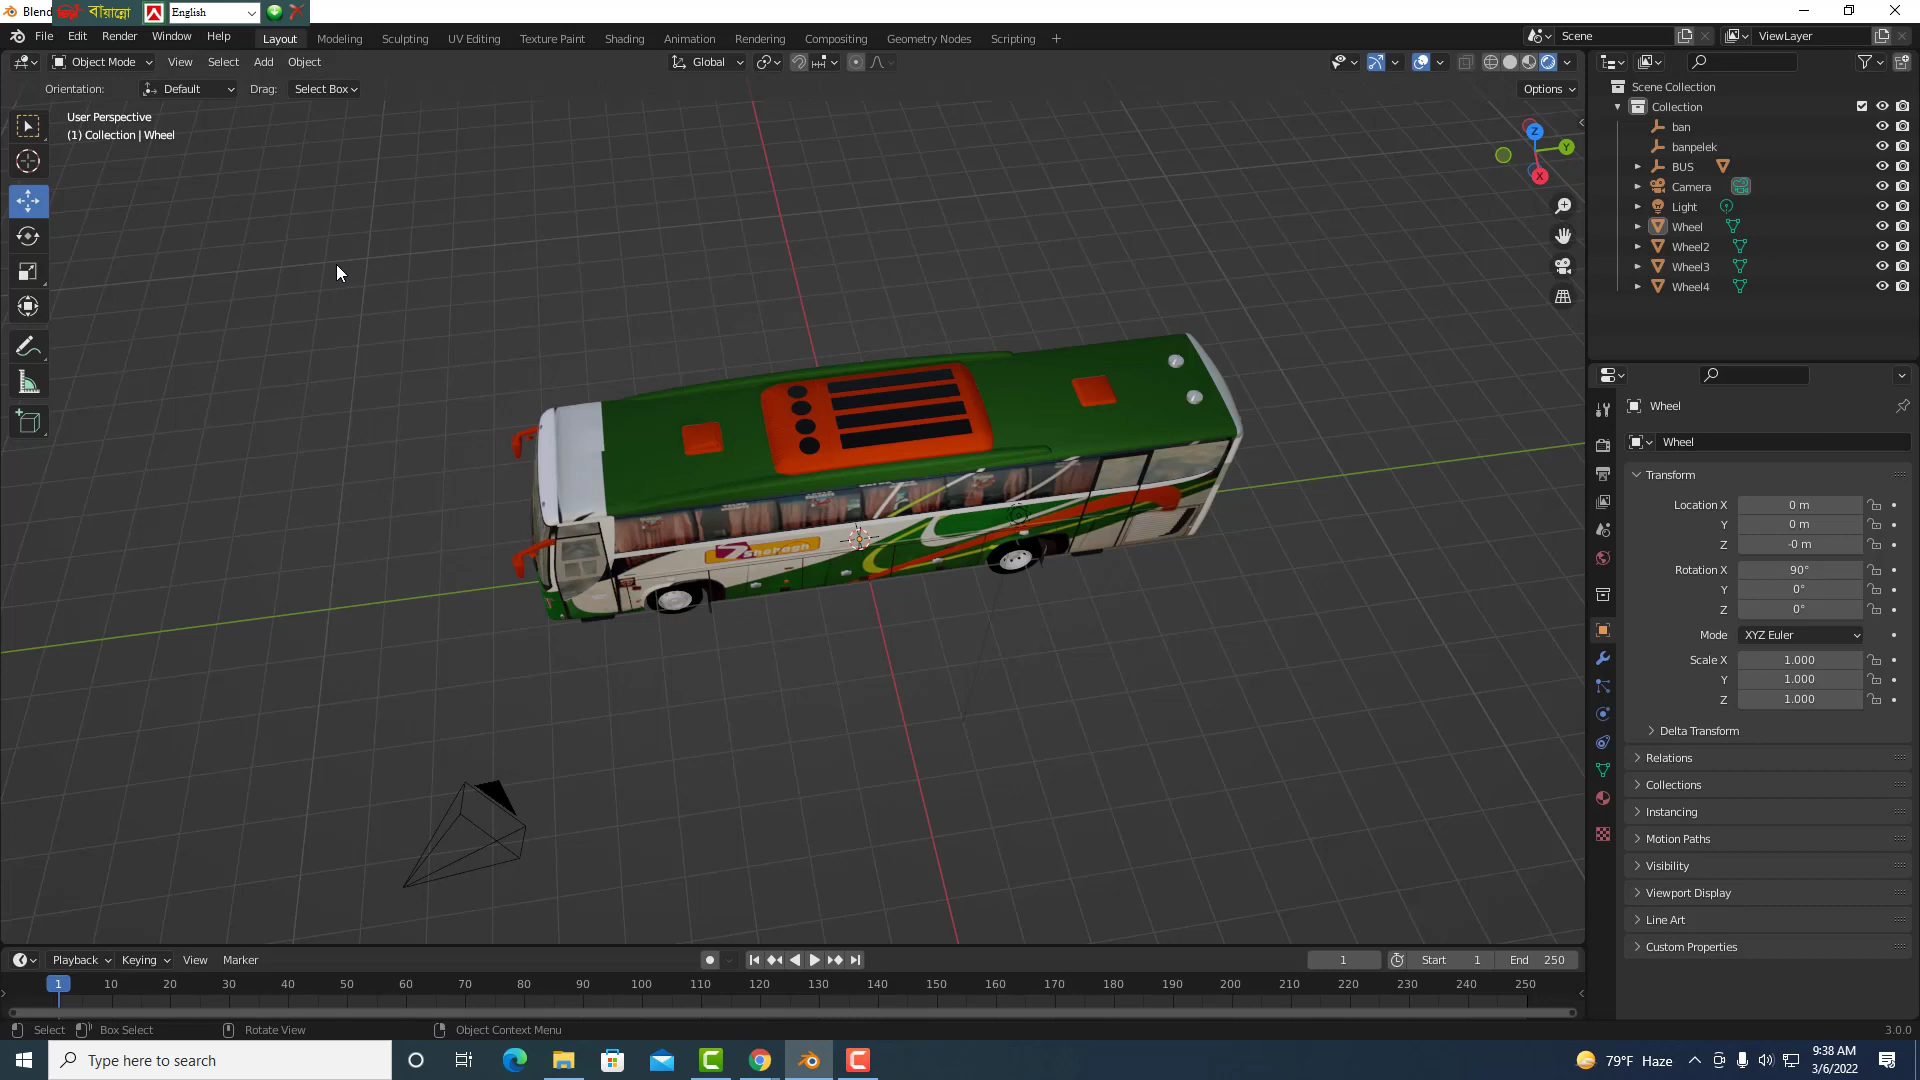 Blend
বায়ান্নো
English
File Edit Render Window Help
Layout Modeling Sculpting UV Editing Texture Paint Shading Animation Rendering Compositing Geometry Nodes Scripting +
Scene ViewLayer
Object Mode View Select Add Object Global
Orientation: Default Drag: Select Box Options
User Perspective
(1) Collection | Wheel
Z
Y
X
Scene Collection
Collection
ban
banpelek
BUS
Camera
Light
Wheel
Wheel2
Wheel3
Wheel4
Wheel
Wheel
Transform
Location X 0 m
Y 0 m
Z -0 m
Rotation X 90°
Y 0°
Z 0°
Mode XYZ Euler
Scale X 1.000
Y 1.000
Z 1.000
Delta Transform
Relations
Collections
Instancing
Motion Paths
Visibility
Viewport Display
Line Art
Custom Properties
Shohagh
Playback Keying View Marker 1 Start 1 End 250
1 10 20 30 40 50 60 70 80 90 100 110 120 130 140 150 160 170 180 190 200 210 220 230 240 250
Select Box Select Rotate View Object Context Menu 3.0.0
Type here to search
79°F Haze
9:38 AM
3/6/2022